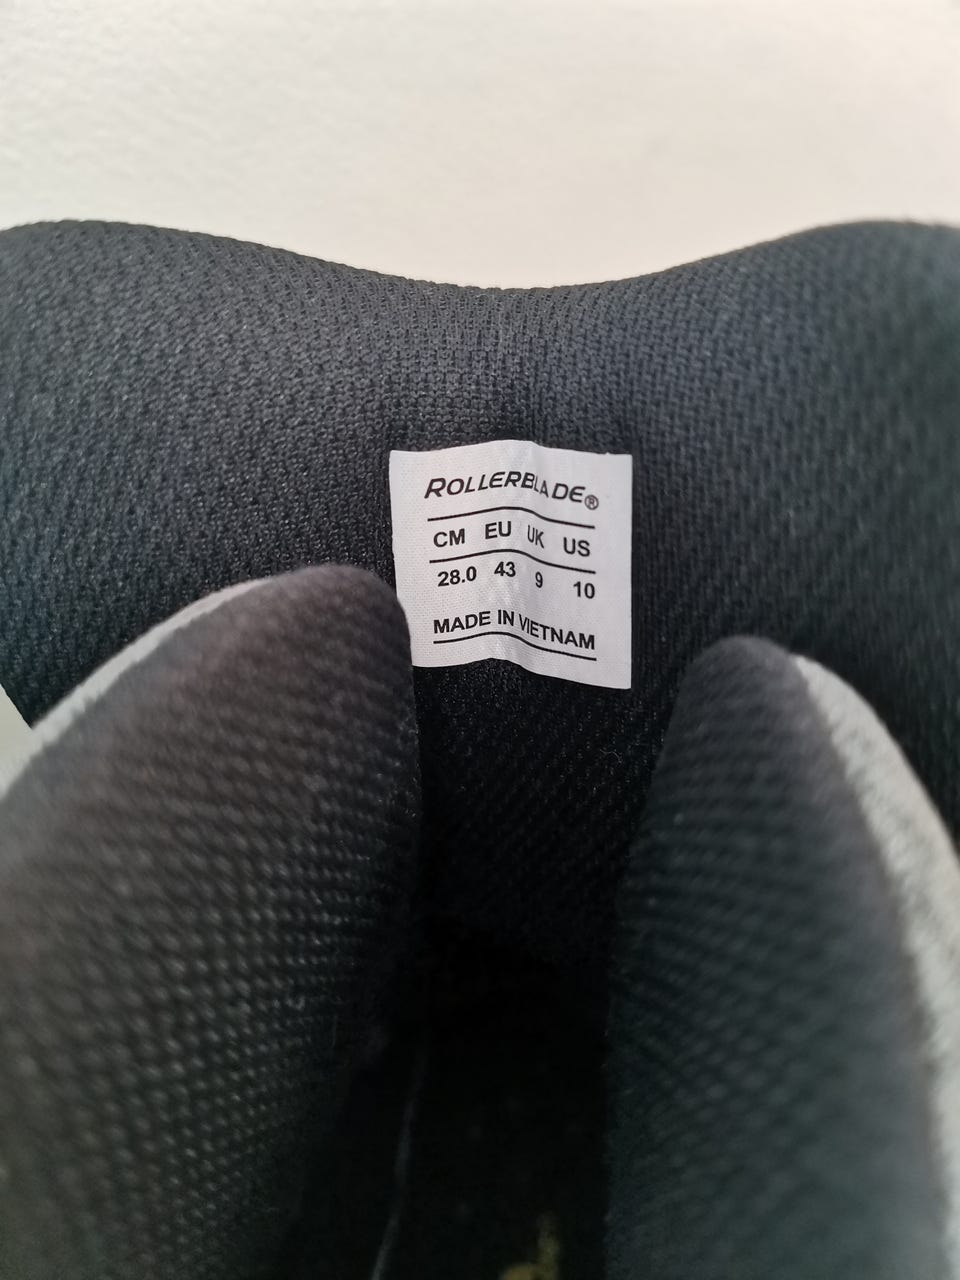 ROLLERBLADE®
CM EU UK US
28.0 43 9 10
MADE IN VIETNAM